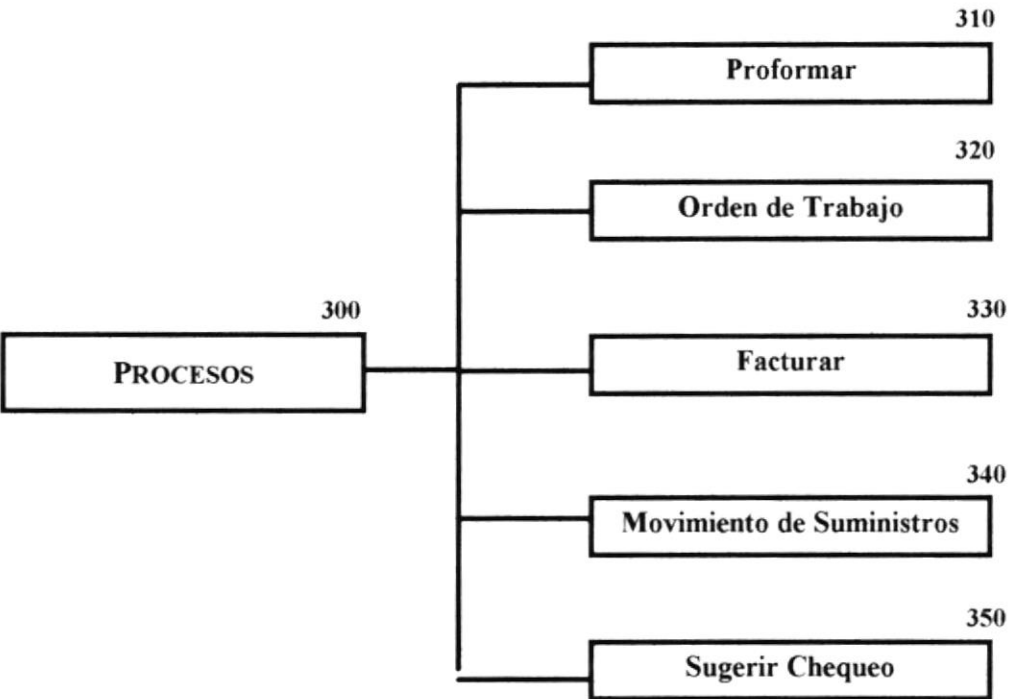 310
Proformar
320
Orden de Trabajo
300
PROCESOS
330
Facturar
340
Movimiento de Suministros
350
Sugerir Chequeo